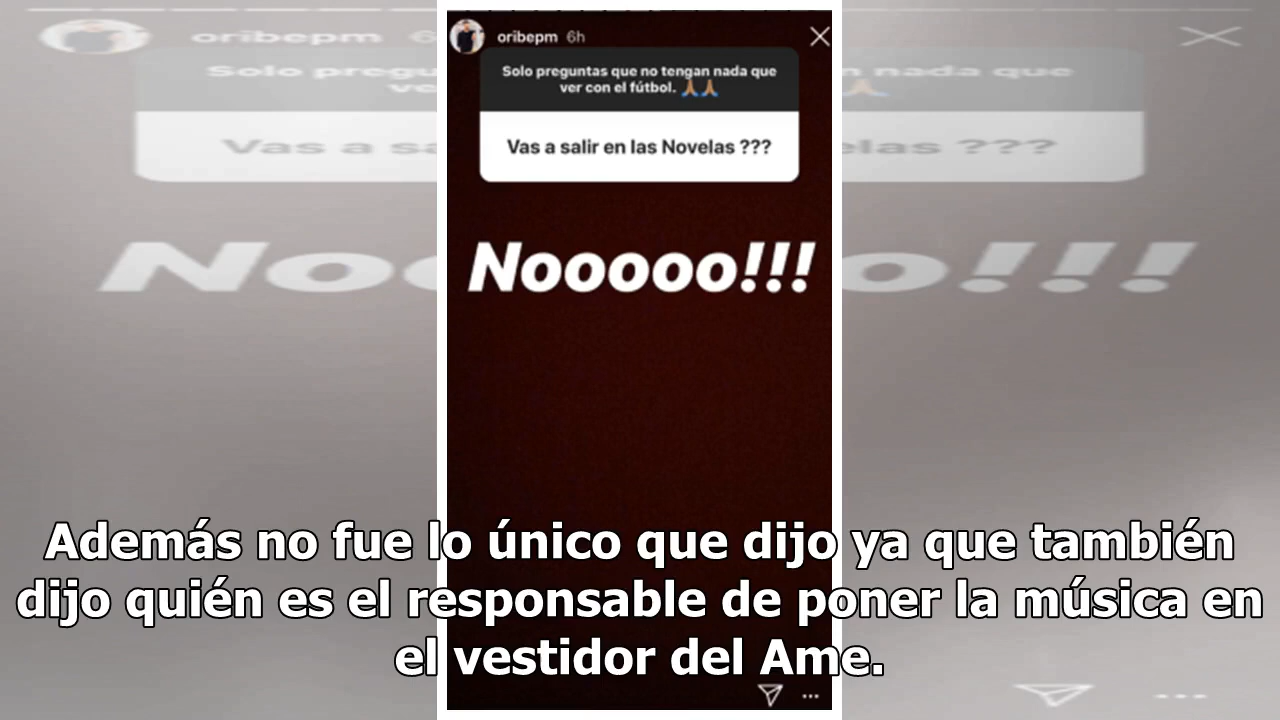 oribepm 6h
Solo preguntas que no tengan nada que
ver con el fútbol. 🙏🏽🙏🏽
Vas a salir en las Novelas ???
Nooooo!!!
Además no fue lo único que dijo ya que también
dijo quién es el responsable de poner la música en
el vestidor del Ame.